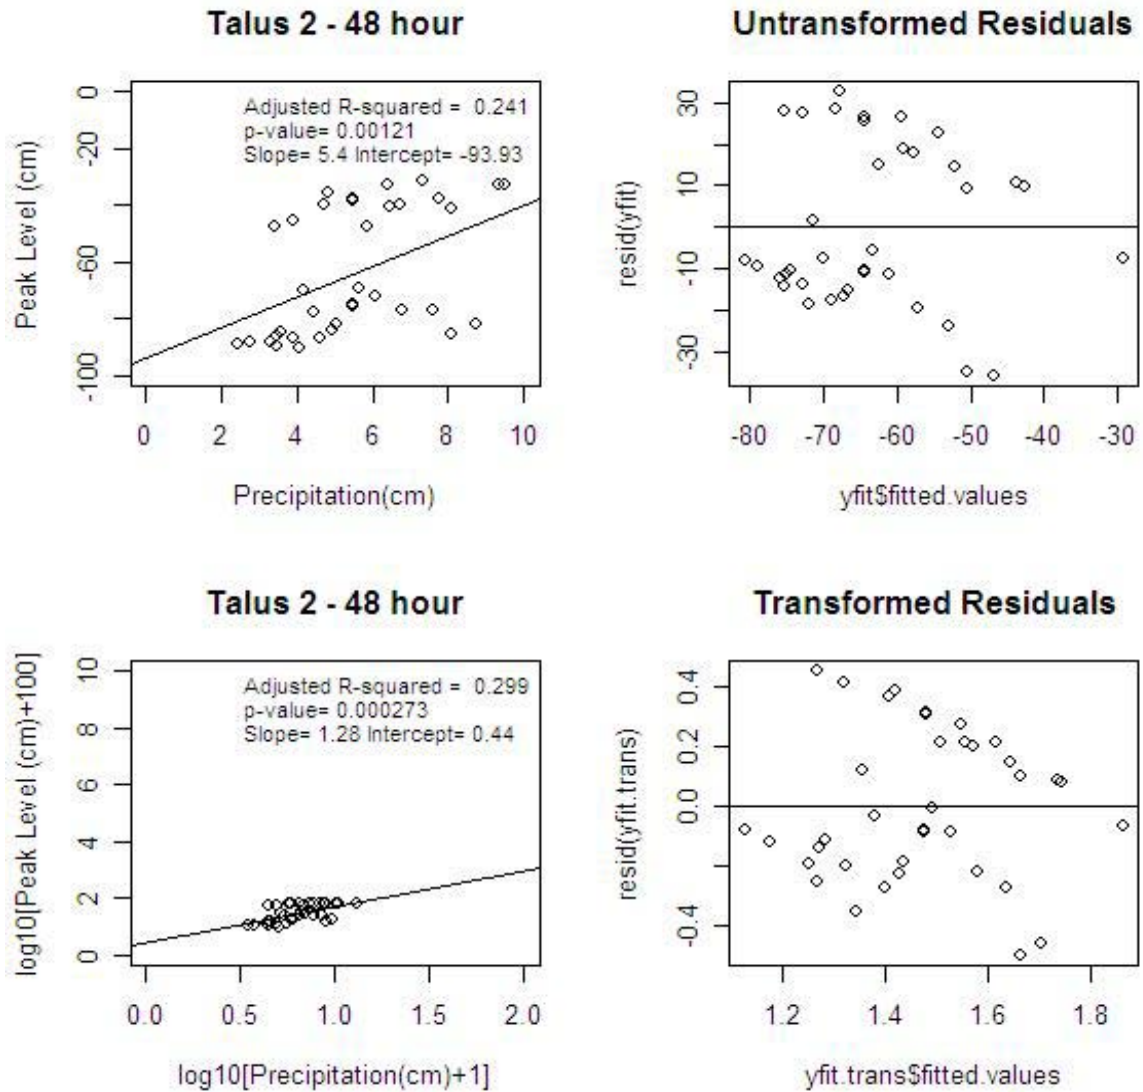 Talus 2 - 48 hour
Adjusted R-squared = 0.241
p-value= 0.00121
Slope= 5.4 Intercept= -93.93
Peak Level (cm)
0
-20
-60
-100
0 2 4 6 8 10
Precipitation(cm)
Untransformed Residuals
resid(yfit)
30
10
-10
-30
-80 -70 -60 -50 -40 -30
yfit$fitted.values
Talus 2 - 48 hour
Adjusted R-squared = 0.299
p-value= 0.000273
Slope= 1.28 Intercept= 0.44
log10[Peak Level (cm)+100]
10
8
6
4
2
0
0.0 0.5 1.0 1.5 2.0
log10[Precipitation(cm)+1]
Transformed Residuals
resid(yfit.trans)
0.4
0.2
0.0
-0.4
1.2 1.4 1.6 1.8
yfit.trans$fitted.values